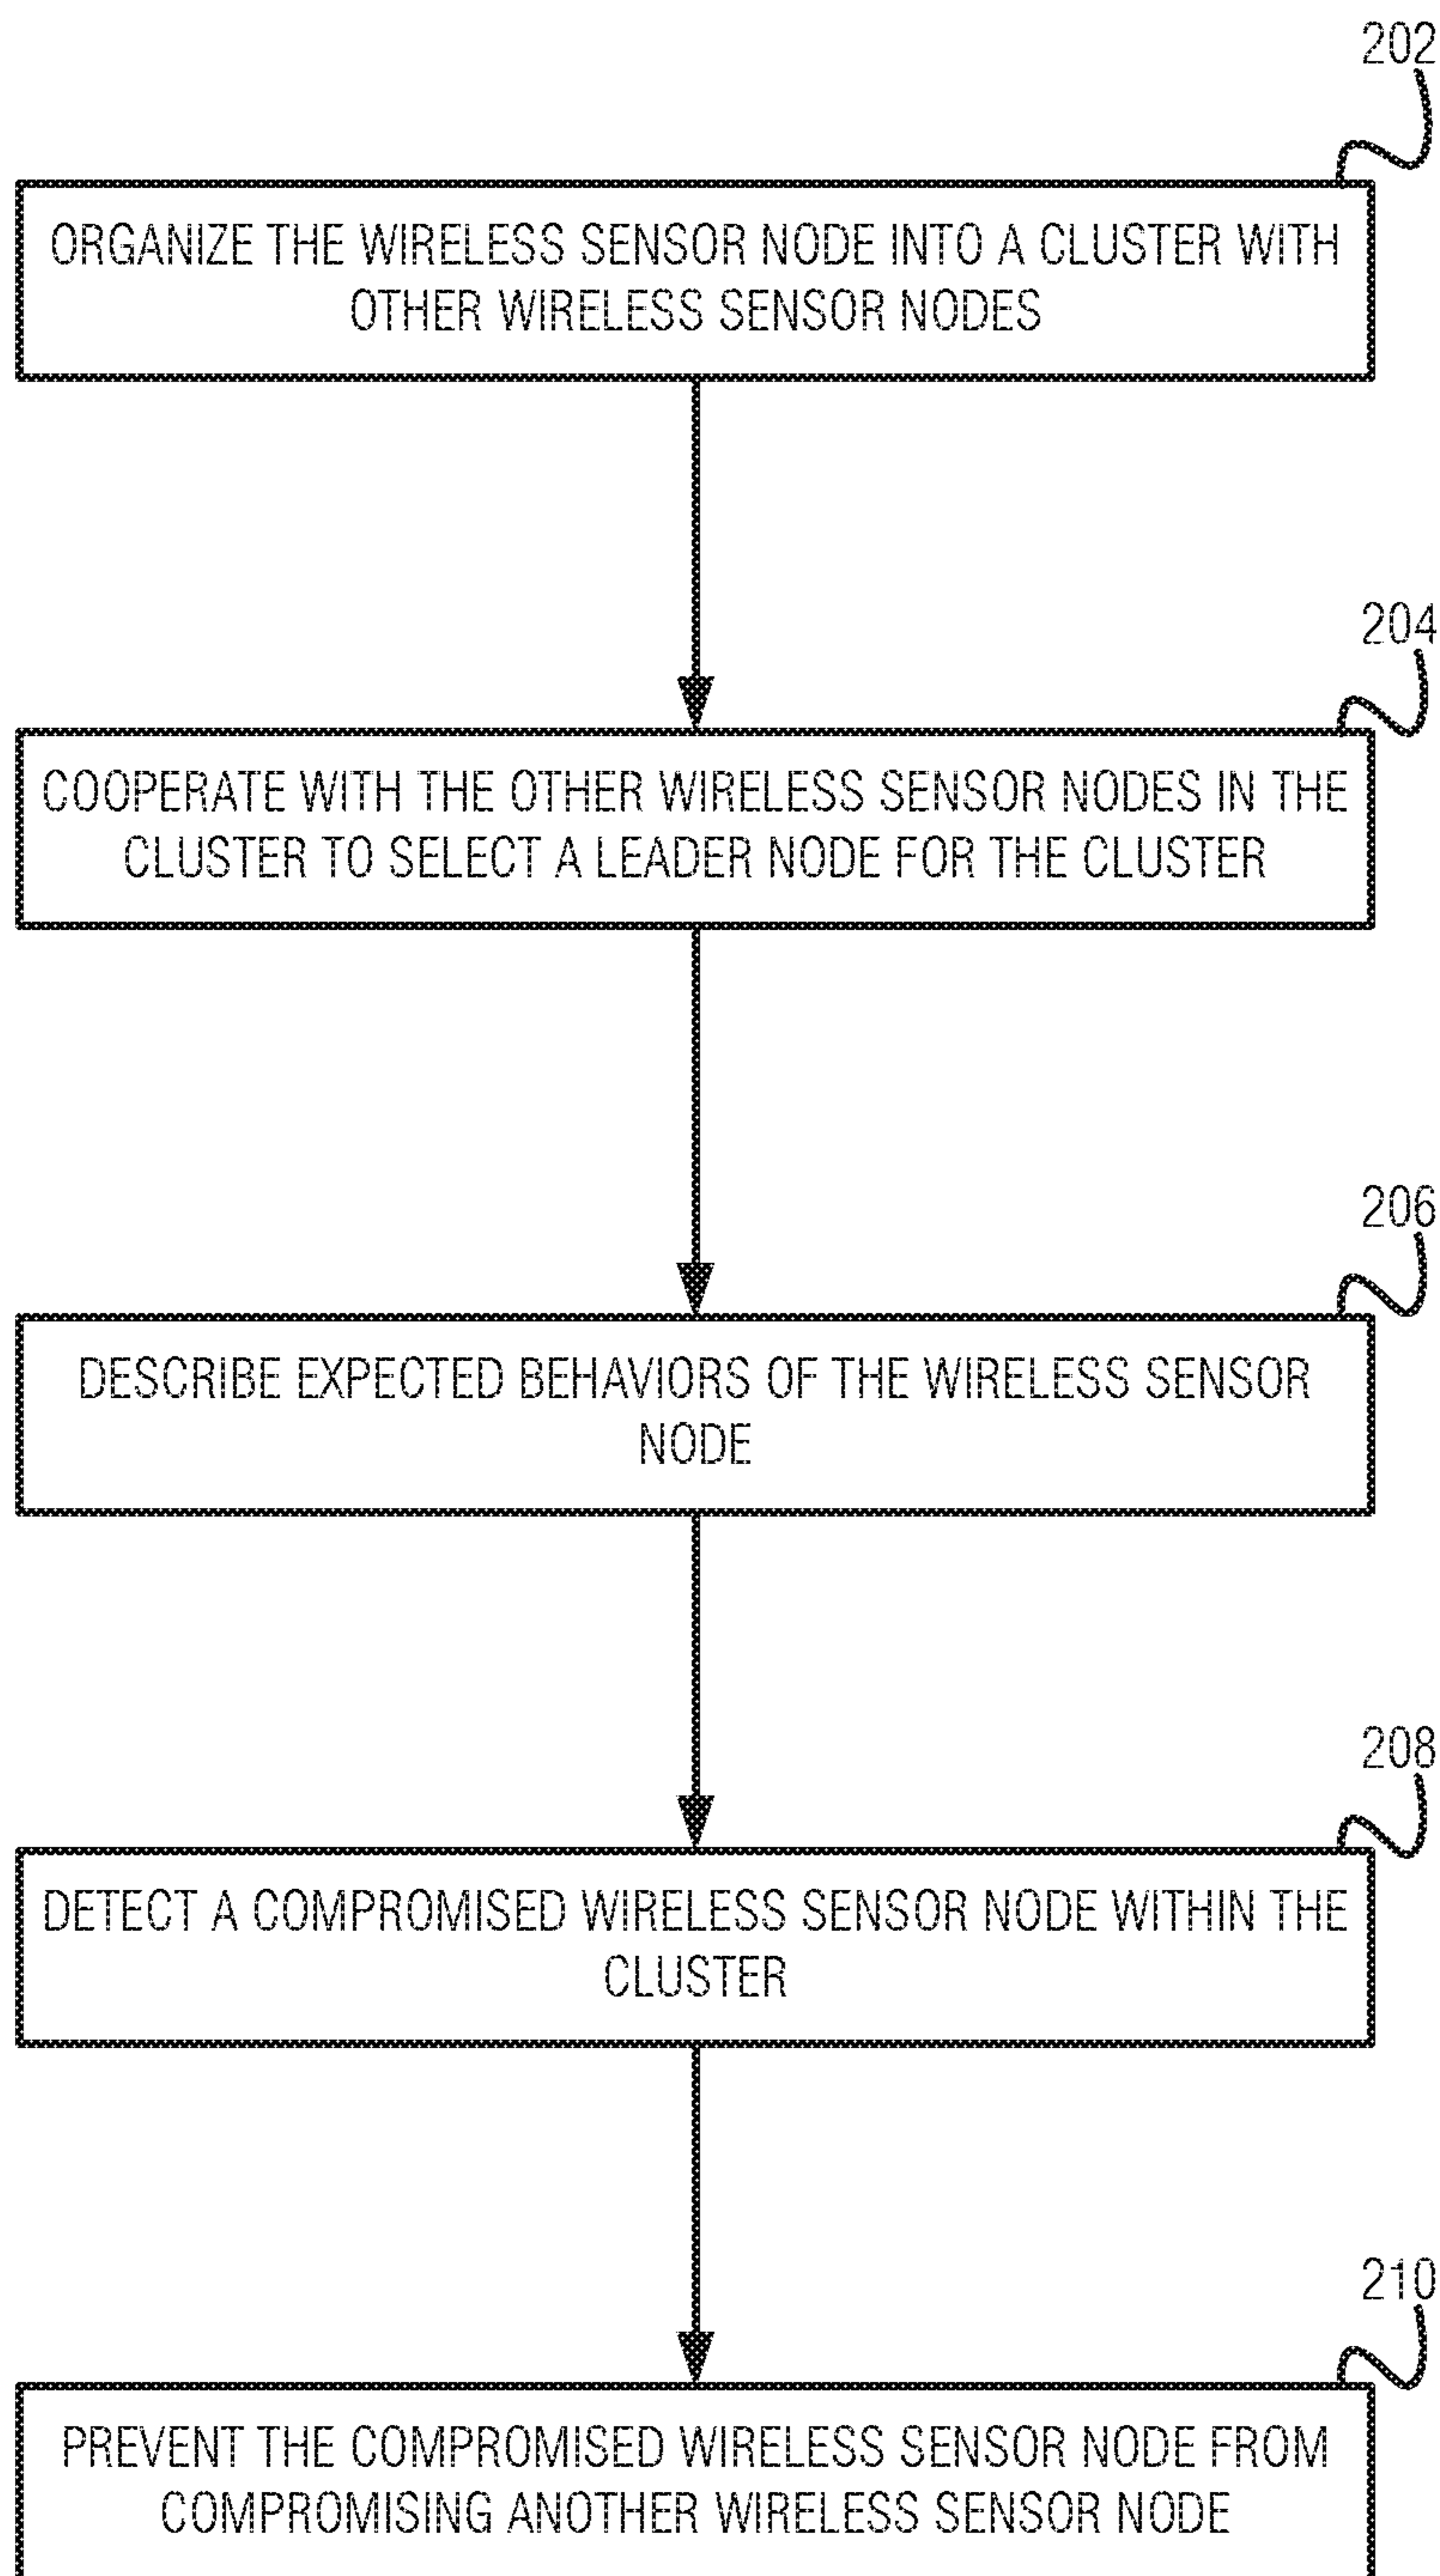 202
ORGANIZE THE WIRELESS SENSOR NODE INTO A CLUSTER WITH
OTHER WIRELESS SENSOR NODES
204
COOPERATE WITH THE OTHER WIRELESS SENSOR NODES IN THE
CLUSTER TO SELECT A LEADER NODE FOR THE CLUSTER
206
DESCRIBE EXPECTED BEHAVIORS OF THE WIRELESS SENSOR
NODE
208
DETECT A COMPROMISED WIRELESS SENSOR NODE WITHIN THE
CLUSTER
210
PREVENT THE COMPROMISED WIRELESS SENSOR NODE FROM
COMPROMISING ANOTHER WIRELESS SENSOR NODE